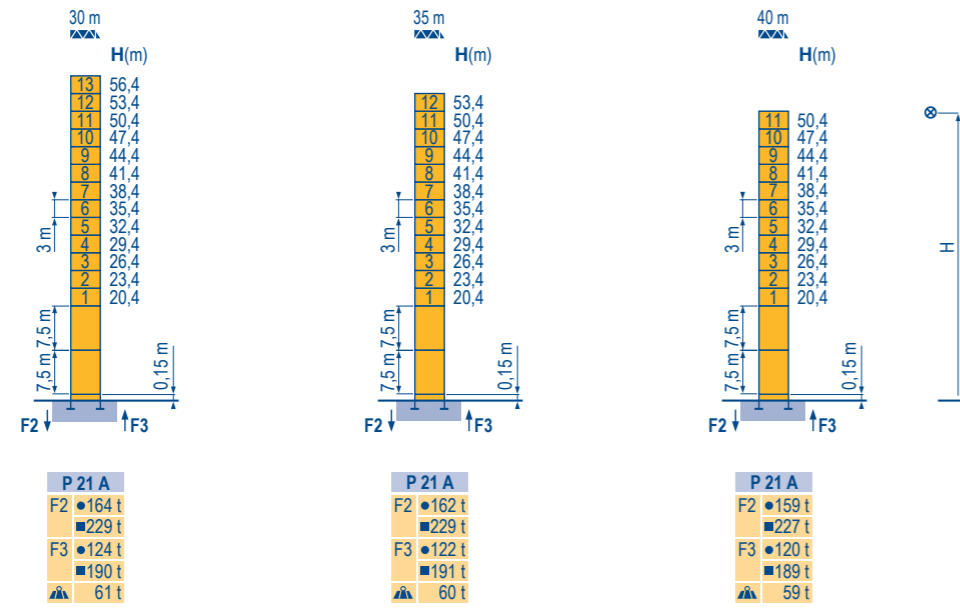 30 m
H(m)
13 56,4
12 53,4
11 50,4
10 47,4
9 44,4
8 41,4
7 38,4
6 35,4
5 32,4
4 29,4
3 26,4
2 23,4
1 20,4
3 m
7,5 m
7,5 m
0,15 m
F2 F3
P 21 A
F2 ●164 t
■229 t
F3 ●124 t
■190 t
61 t
35 m
H(m)
12 53,4
11 50,4
10 47,4
9 44,4
8 41,4
7 38,4
6 35,4
5 32,4
4 29,4
3 26,4
2 23,4
1 20,4
3 m
7,5 m
7,5 m
0,15 m
F2 F3
P 21 A
F2 ●162 t
■229 t
F3 ●122 t
■191 t
60 t
40 m
H(m)
11 50,4
10 47,4
9 44,4
8 41,4
7 38,4
6 35,4
5 32,4
4 29,4
3 26,4
2 23,4
1 20,4
3 m
7,5 m
7,5 m
0,15 m
F2 F3
P 21 A
F2 ●159 t
■227 t
F3 ●120 t
■189 t
59 t
H